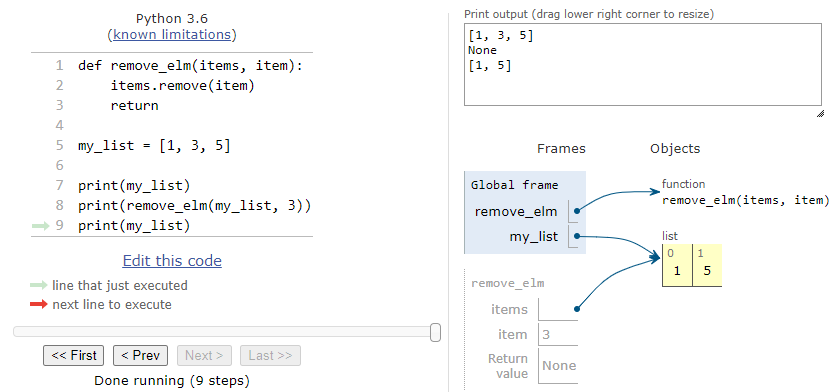 Python 3.6
(known limitations)
1 def remove_elm(items, item):
2     items.remove(item)
3     return
4
5 my_list = [1, 3, 5]
6
7 print(my_list)
8 print(remove_elm(my_list, 3))
9 print(my_list)
Edit this code
line that just executed
next line to execute
<< First < Prev Next > Last >>
Done running (9 steps)
Print output (drag lower right corner to resize)
[1, 3, 5]
None
[1, 5]
Frames Objects
Global frame
remove_elm
my_list
function
remove_elm(items, item)
list
0 1
1 5
remove_elm
items
item 3
Return
value None